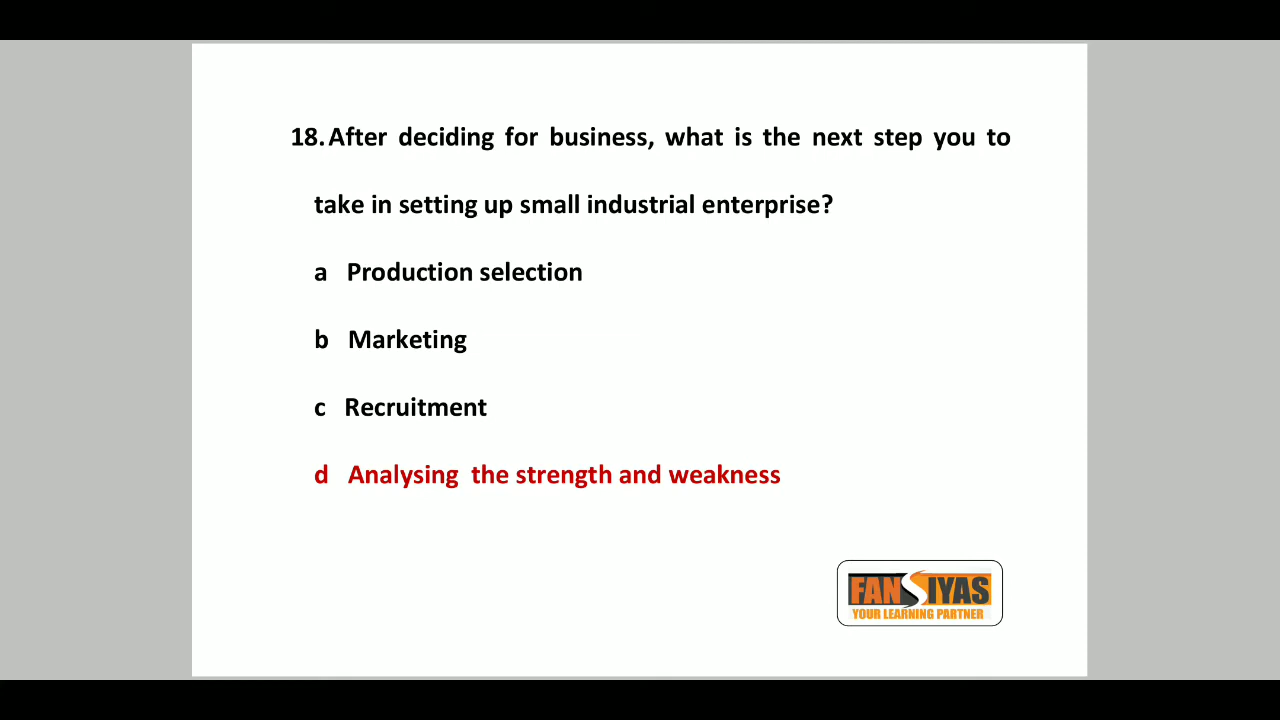 18. After deciding for business, what is the next step you to
take in setting up small industrial enterprise?
a Production selection
b Marketing
c Recruitment
d Analysing the strength and weakness
FANSIYAS
YOUR LEARNING PARTNER